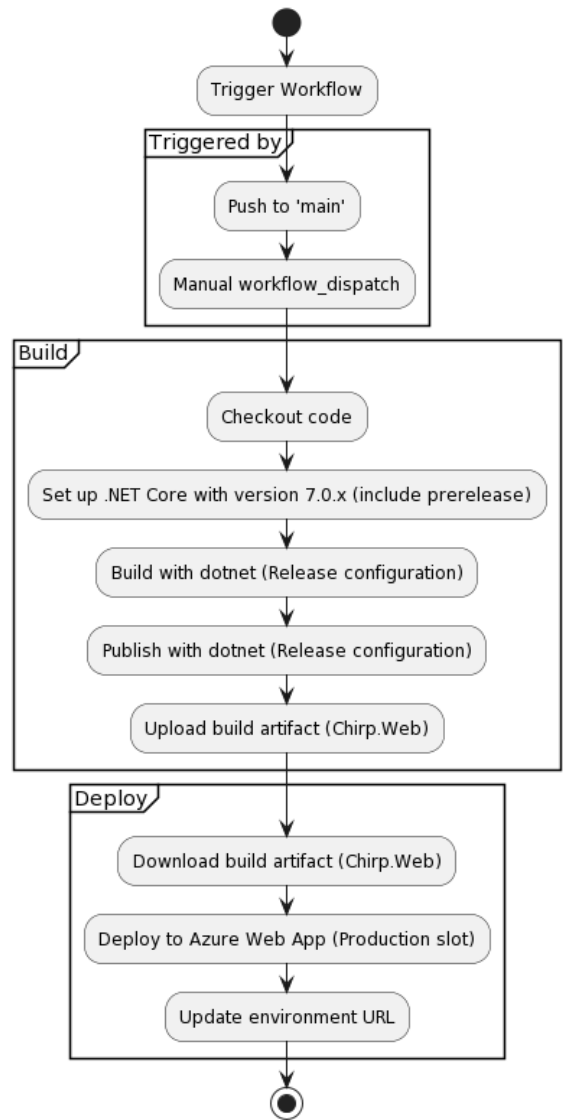 Trigger Workflow
Triggered by
Push to 'main'
Manual workflow_dispatch
Build
Checkout code
Set up .NET Core with version 7.0.x (include prerelease)
Build with dotnet (Release configuration)
Publish with dotnet (Release configuration)
Upload build artifact (Chirp.Web)
Deploy
Download build artifact (Chirp.Web)
Deploy to Azure Web App (Production slot)
Update environment URL